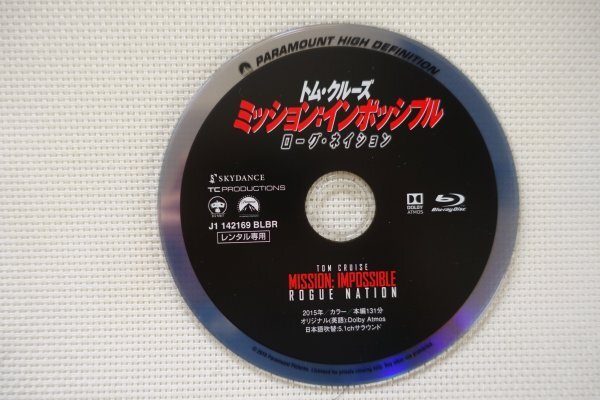 PARAMOUNT HIGH DEFINITION
トム・クルーズ
ミッション:インポッシブル
ローグ・ネイション
SKYDANCE
TC PRODUCTIONS
J1 142169 BLBR
レンタル専用
DOLBY
ATMOS
Blu-ray Disc
TOM CRUISE
MISSION: IMPOSSIBLE
ROGUE NATION
2015年/カラー/本編131分
オリジナル(英語):Dolby Atmos
日本語吹替:5.1chサラウンド
Paramount Pictures.